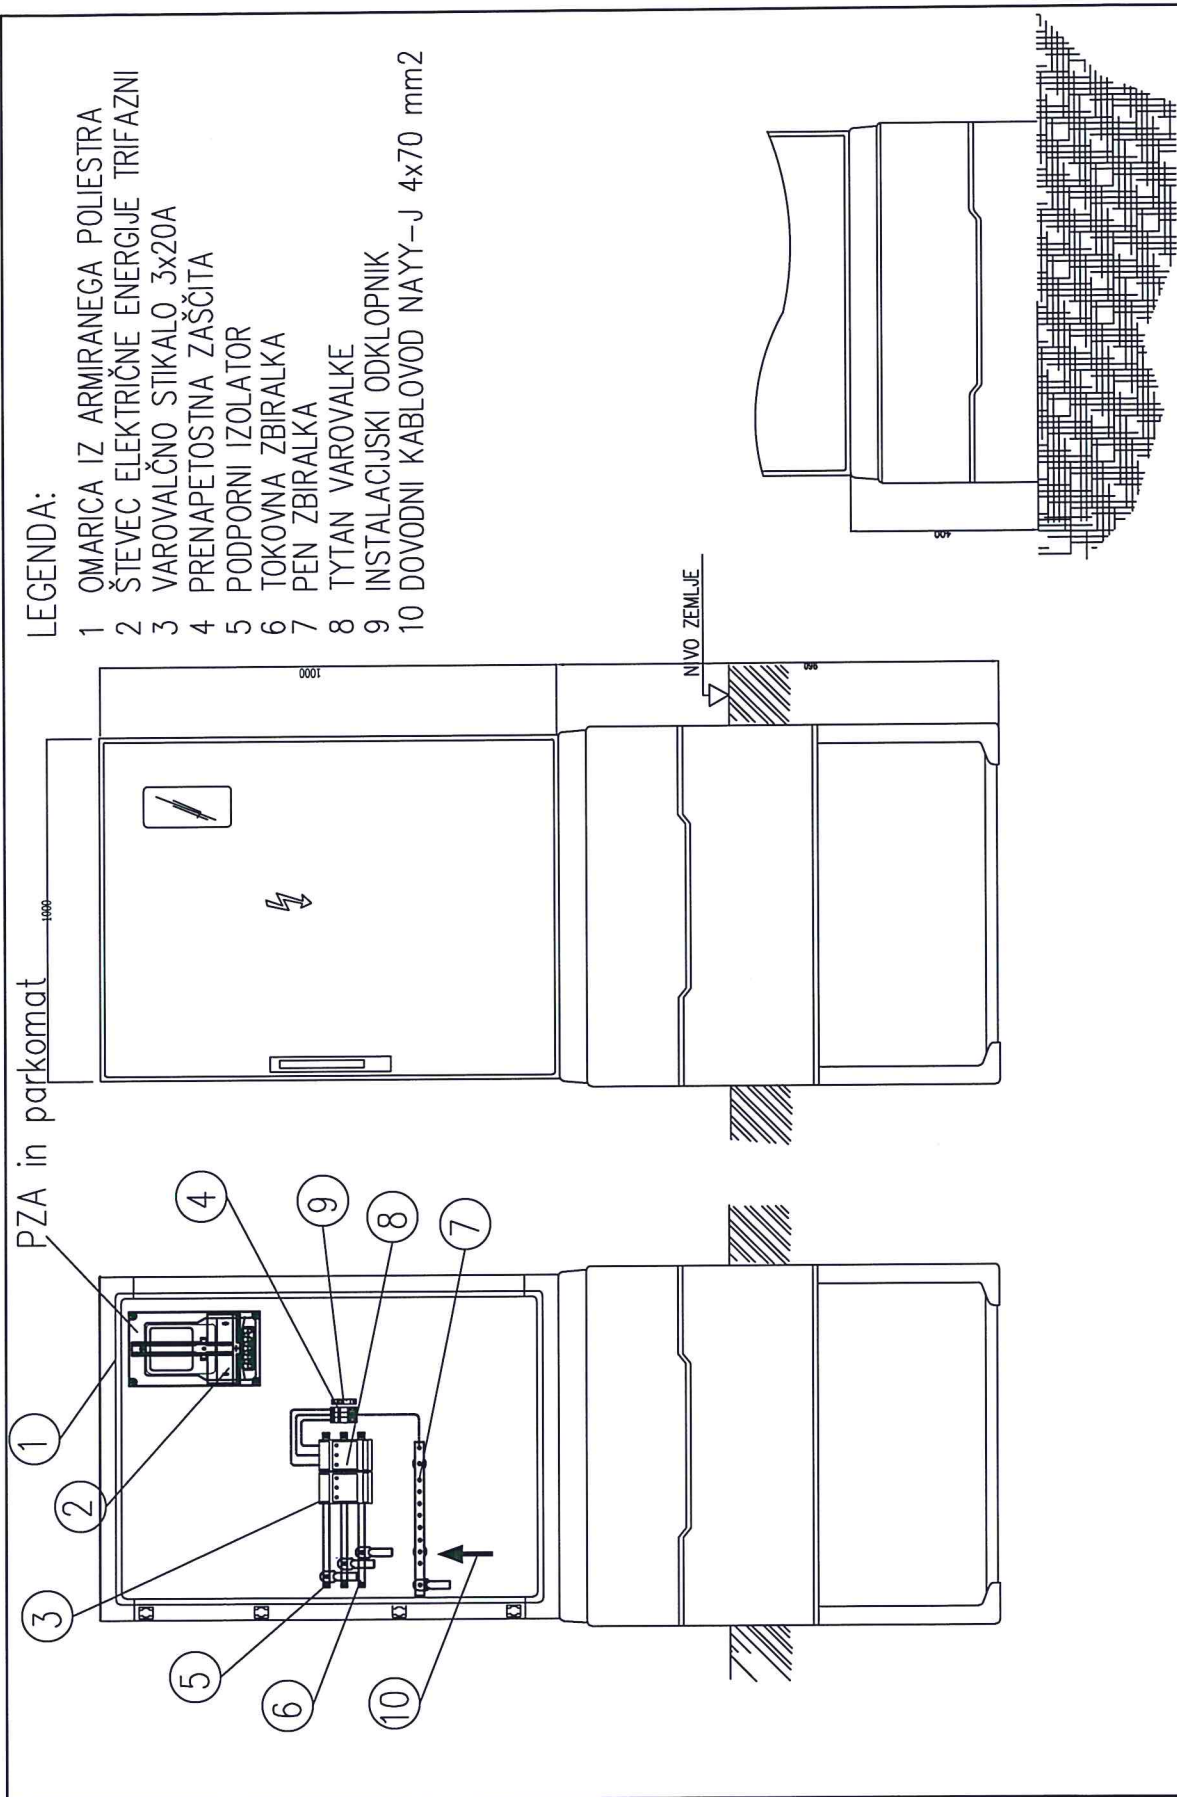 PZA in parkomat
LEGENDA:
1 OMARICA IZ ARMIRANEGA POLIESTRA
2 ŠTEVEC ELEKTRIČNE ENERGIJE TRIFAZNI
3 VAROVALČNO STIKALO 3x20A
4 PRENAPETOSTNA ZAŠČITA
5 PODPORNI IZOLATOR
6 TOKOVNA ZBIRALKA
7 PEN ZBIRALKA
8 TYTAN VAROVALKE
9 INSTALACIJSKI ODKLOPNIK
10 DOVODNI KABLOVOD NAYY-J 4x70 mm2
1
2
3
4
5
6
7
8
9
10
1000
1000
NIVO ZEMLJE
400